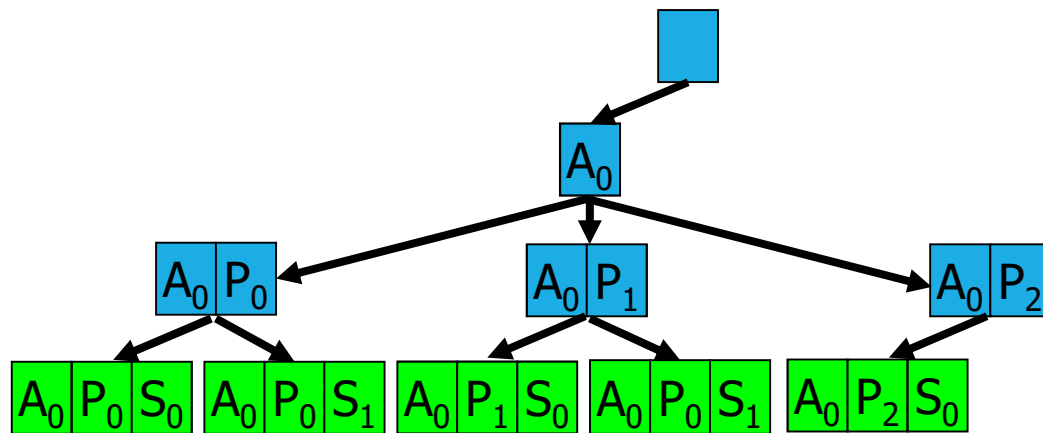 A₀
A₀ P₀ A₀ P₁ A₀ P₂
A₀ P₀ S₀ A₀ P₀ S₁ A₀ P₁ S₀ A₀ P₀ S₁ A₀ P₂ S₀